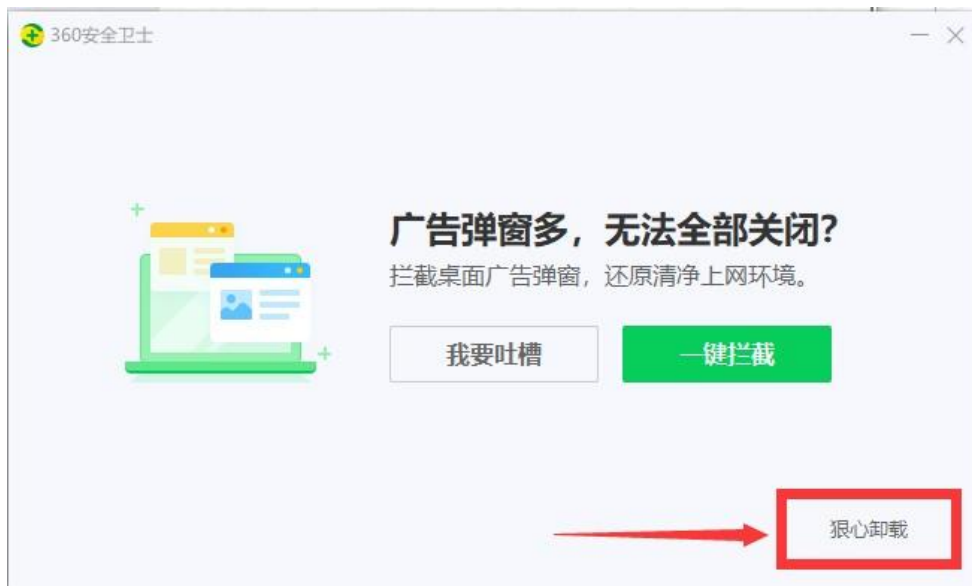 360安全卫士
广告弹窗多，无法全部关闭?
拦截桌面广告弹窗，还原清净上网环境。
我要吐槽
一键拦截
狠心卸载